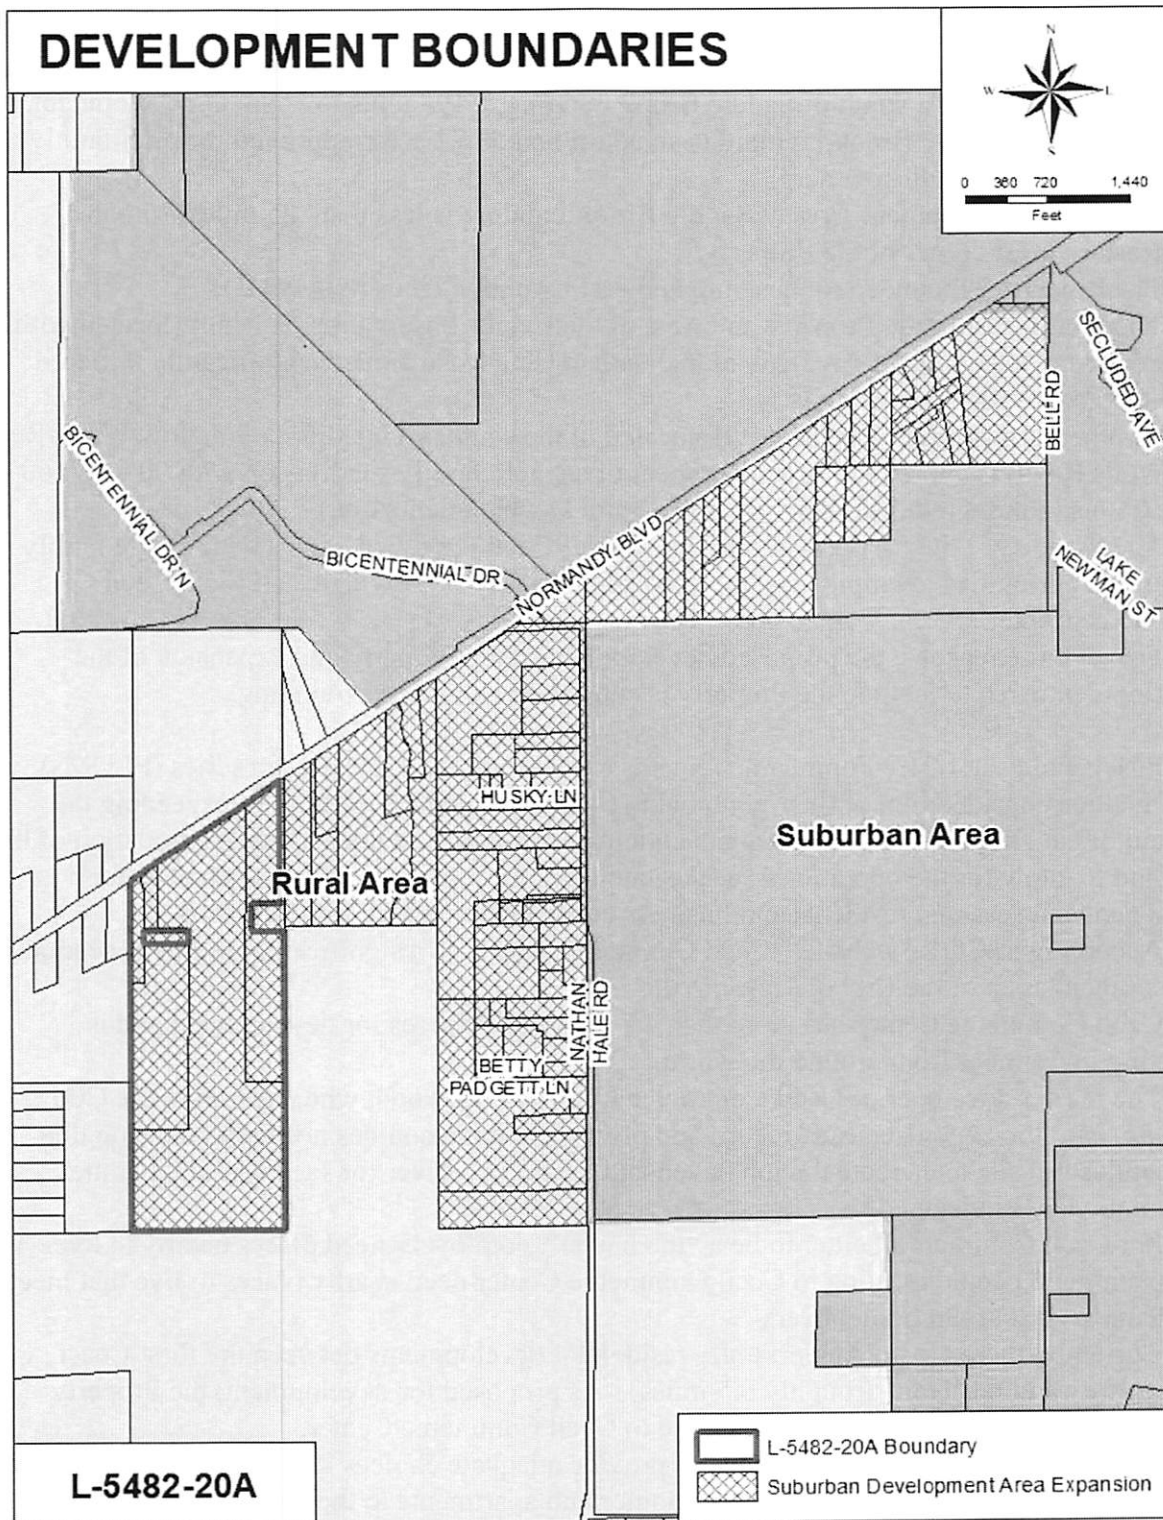 DEVELOPMENT BOUNDARIES
N
W
E
S
0 360 720 1,440
Feet
SECLUDED AVE
BELL RD
BICENTENNIAL DR N
BICENTENNIAL DR
NORMANDY BLVD
LAKE
NEWMAN ST
HUSKY LN
Suburban Area
Rural Area
NATHAN
HALE RD
BETTY
PADGETT LN
L-5482-20A Boundary
Suburban Development Area Expansion
L-5482-20A